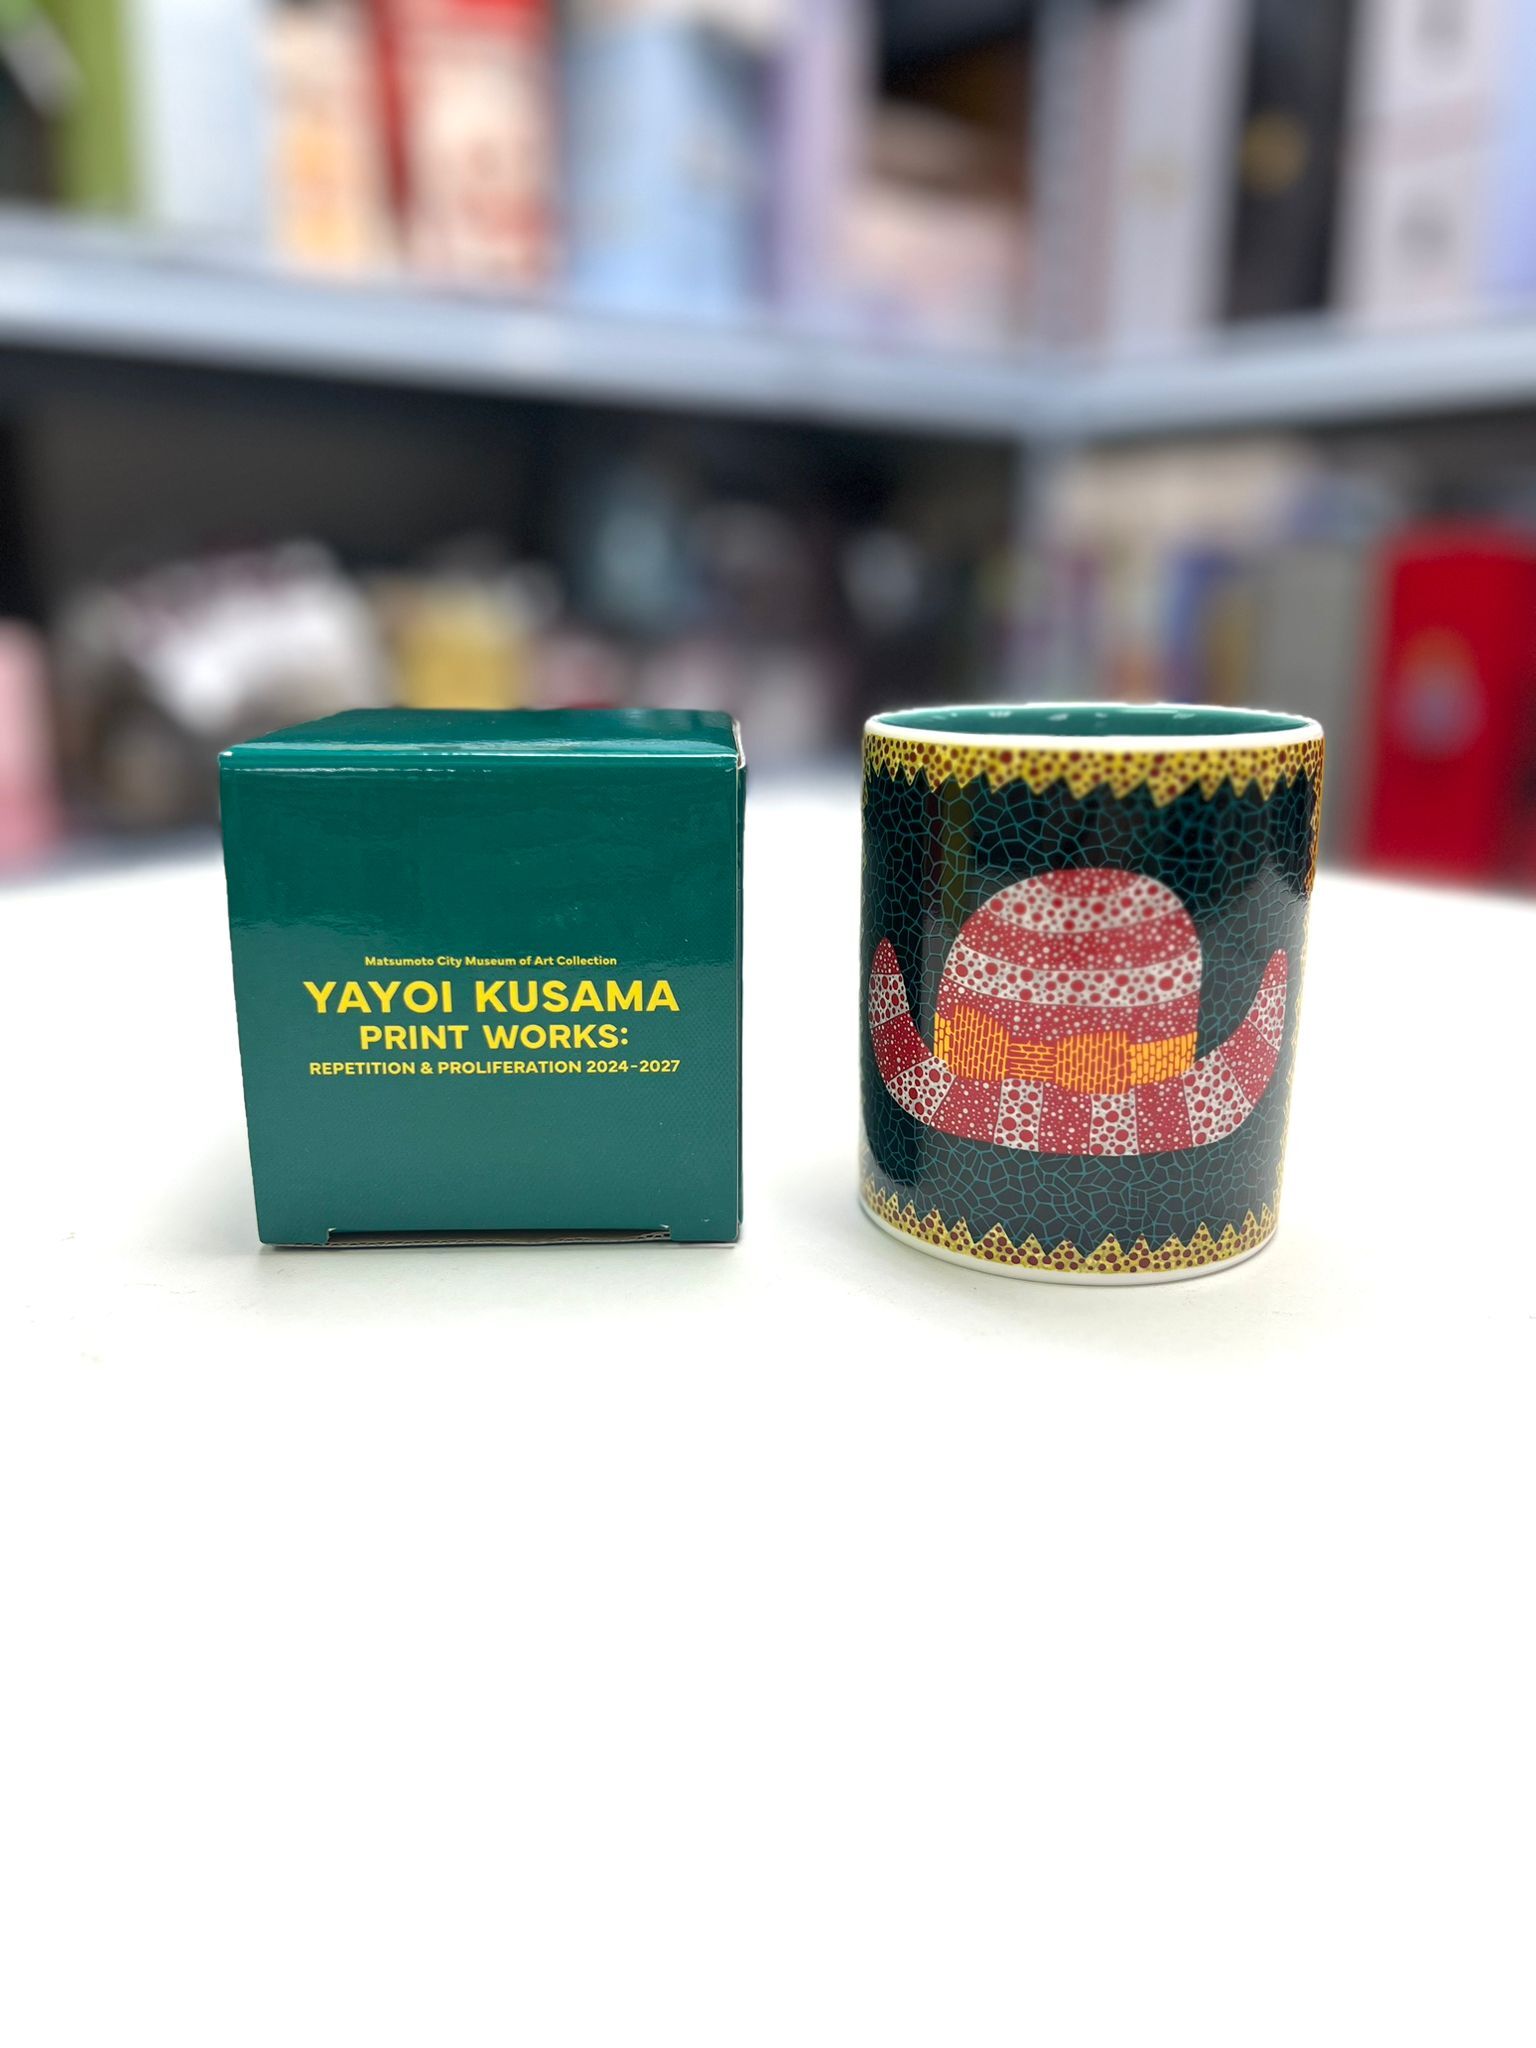 Matsumoto City Museum of Art Collection
YAYOI KUSAMA
PRINT WORKS:
REPETITION & PROLIFERATION 2024-2027